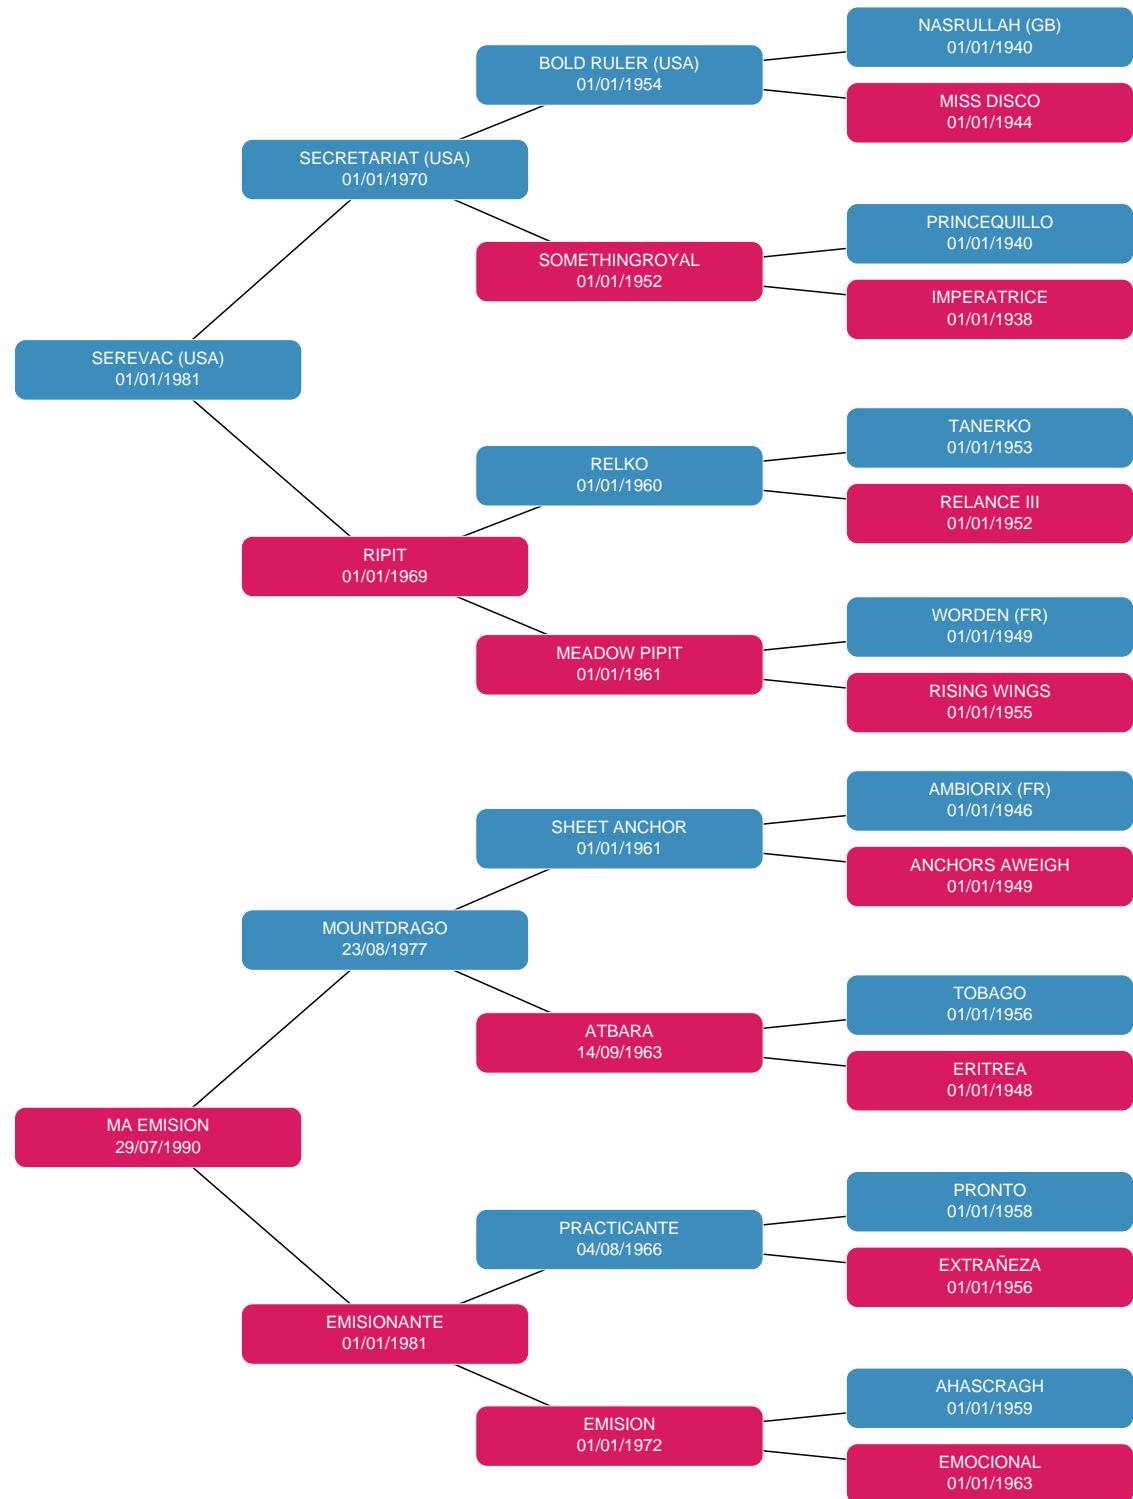 NASRULLAH (GB)
01/01/1940
BOLD RULER (USA)
01/01/1954
MISS DISCO
01/01/1944
SECRETARIAT (USA)
01/01/1970
PRINCEQUILLO
01/01/1940
SOMETHINGROYAL
01/01/1952
IMPERATRICE
01/01/1938
SEREVAC (USA)
01/01/1981
TANERKO
01/01/1953
RELKO
01/01/1960
RELANCE III
01/01/1952
RIPIT
01/01/1969
WORDEN (FR)
01/01/1949
MEADOW PIPIT
01/01/1961
RISING WINGS
01/01/1955
AMBIORIX (FR)
01/01/1946
SHEET ANCHOR
01/01/1961
ANCHORS AWEIGH
01/01/1949
MOUNTDRAGO
23/08/1977
TOBAGO
01/01/1956
ATBARA
14/09/1963
ERITREA
01/01/1948
MA EMISION
29/07/1990
PRONTO
01/01/1958
PRACTICANTE
04/08/1966
EXTRAÑEZA
01/01/1956
EMISIONANTE
01/01/1981
AHASCRAGH
01/01/1959
EMISION
01/01/1972
EMOCIONAL
01/01/1963